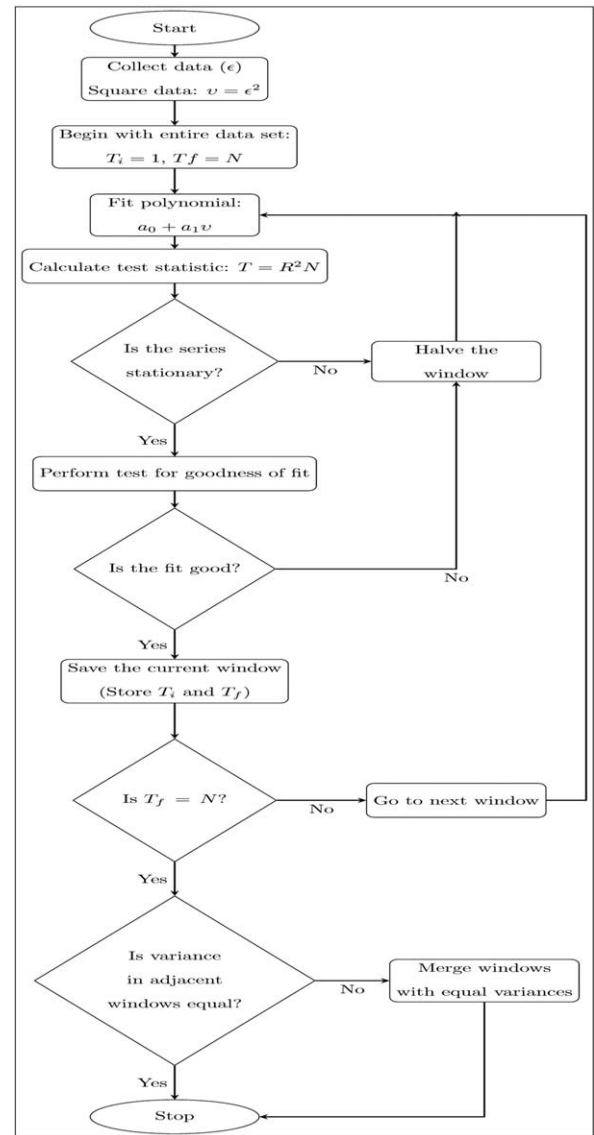 Start
Collect data (ϵ)
Square data: υ = ϵ²
Begin with entire data set:
Tᵢ = 1, Tf = N
Fit polynomial:
a₀ + a₁υ
Calculate test statistic: T = R²N
Is the series
stationary?
No
Halve the
window
Yes
Perform test for goodness of fit
Is the fit good?
No
Yes
Save the current window
(Store Tᵢ and T_f)
Is T_f = N?
No
Go to next window
Yes
Is variance
in adjacent
windows equal?
No
Merge windows
with equal variances
Yes
Stop